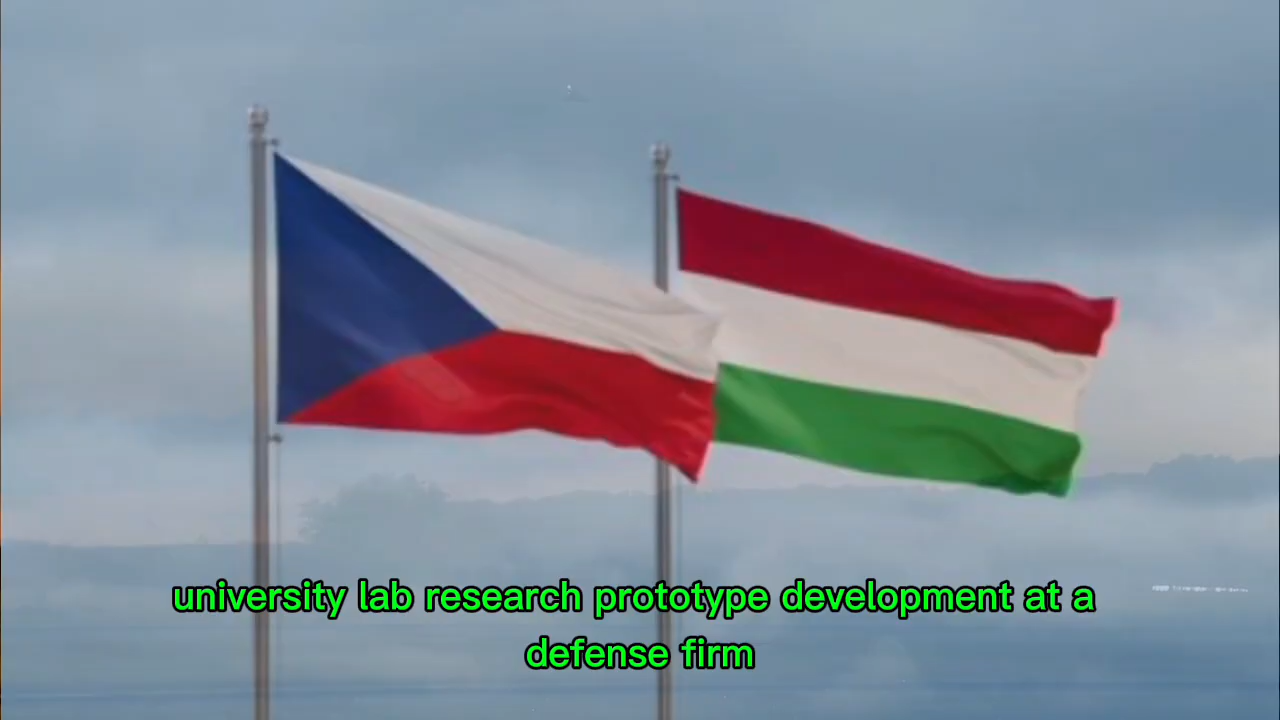 university lab research prototype development at a
defense firm